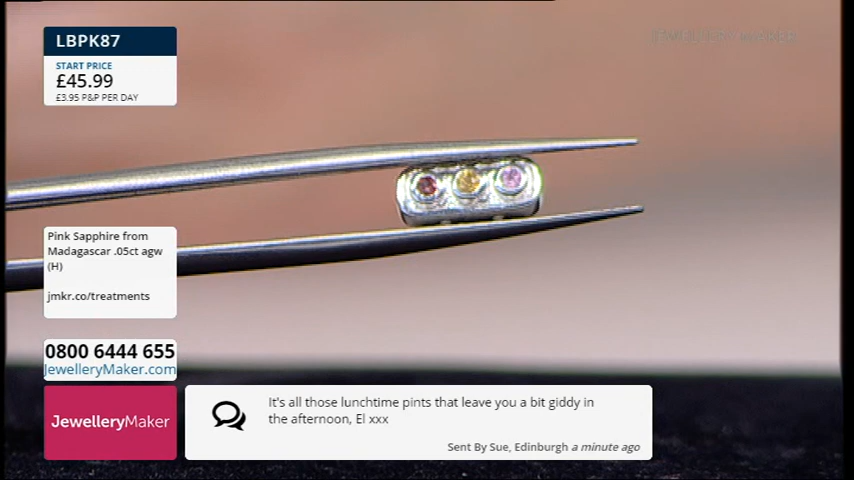 LBPK87
START PRICE
£45.99
£3.95 P&P PER DAY
JEWELLERY MAKER
Pink Sapphire from
Madagascar .05ct agw
(H)
jmkr.co/treatments
0800 6444 655
JewelleryMaker.com
JewelleryMaker
It's all those lunchtime pints that leave you a bit giddy in
the afternoon, El xxx
Sent By Sue, Edinburgh a minute ago